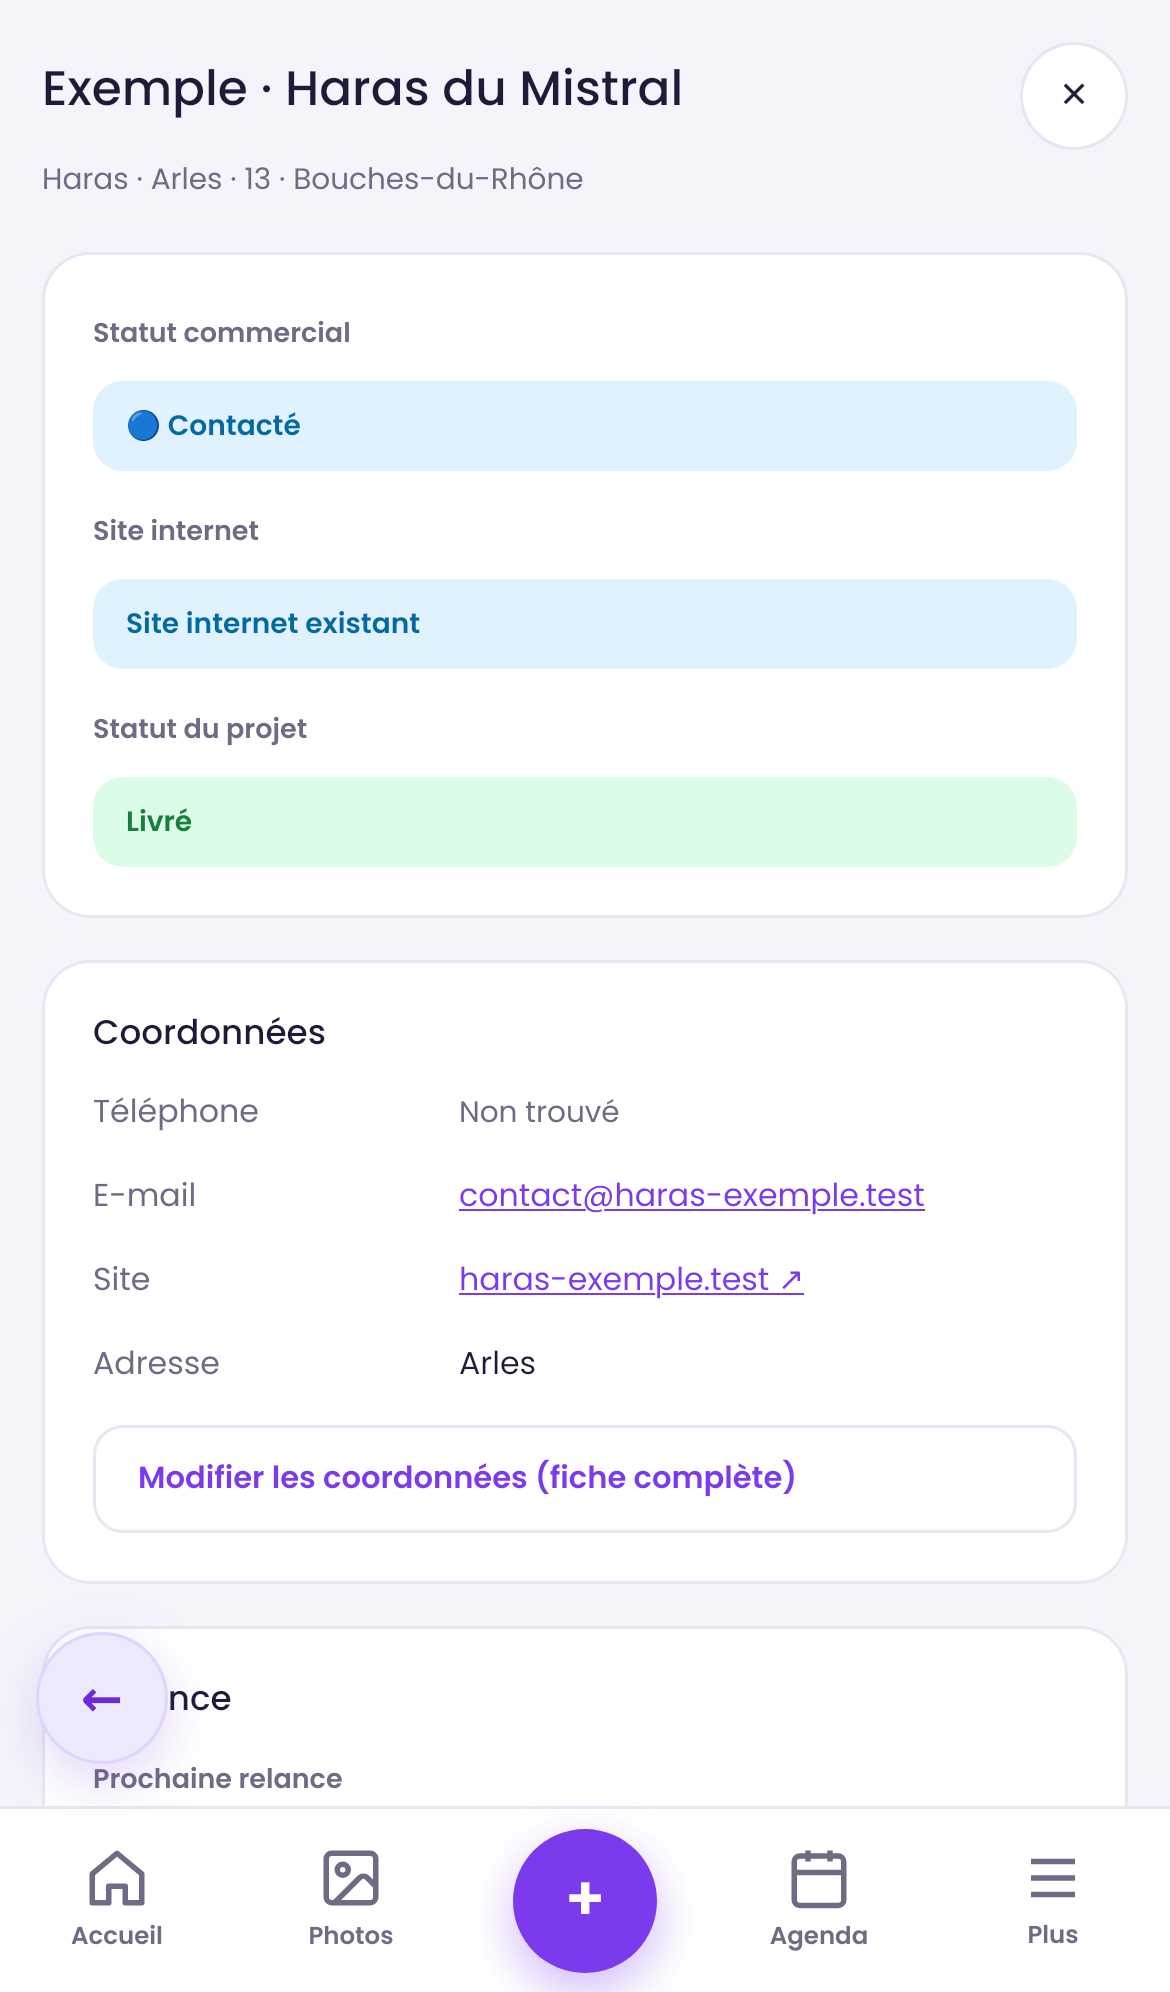 Exemple · Haras du Mistral
×
Haras · Arles · 13 · Bouches-du-Rhône
Statut commercial
🔵 Contacté
Site internet
Site internet existant
Statut du projet
Livré
Coordonnées
Téléphone Non trouvé
E-mail contact@haras-exemple.test
Site haras-exemple.test ↗
Adresse Arles
Modifier les coordonnées (fiche complète)
← nce
Prochaine relance
+
Accueil Photos Agenda Plus